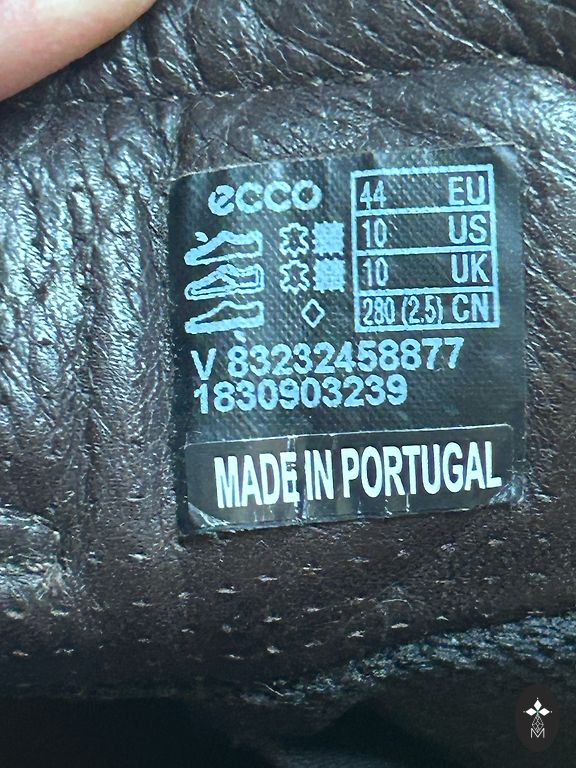 ecco
44 EU
10 US
10 UK
280 (2.5) CN
V 83232458877
1830903239
MADE IN PORTUGAL
M